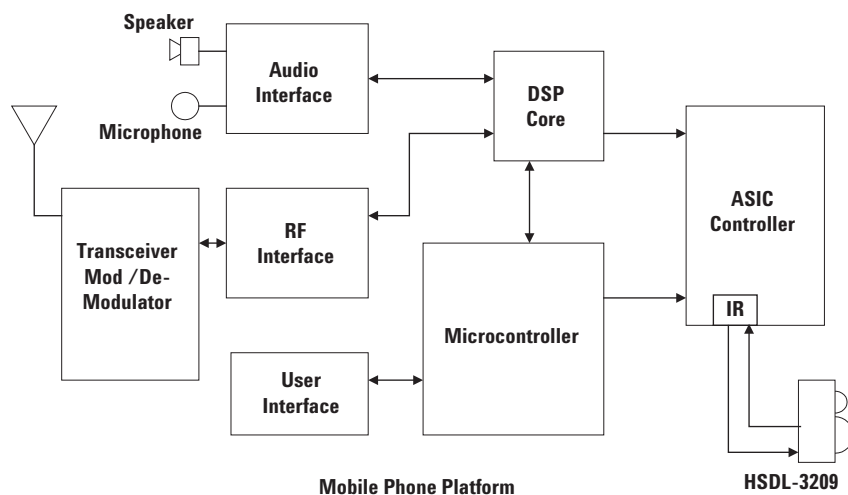 Speaker
Audio
Interface
Microphone
DSP
Core
ASIC
Controller
IR
Transceiver
Mod /De-
Modulator
RF
Interface
Microcontroller
User
Interface
HSDL-3209
Mobile Phone Platform